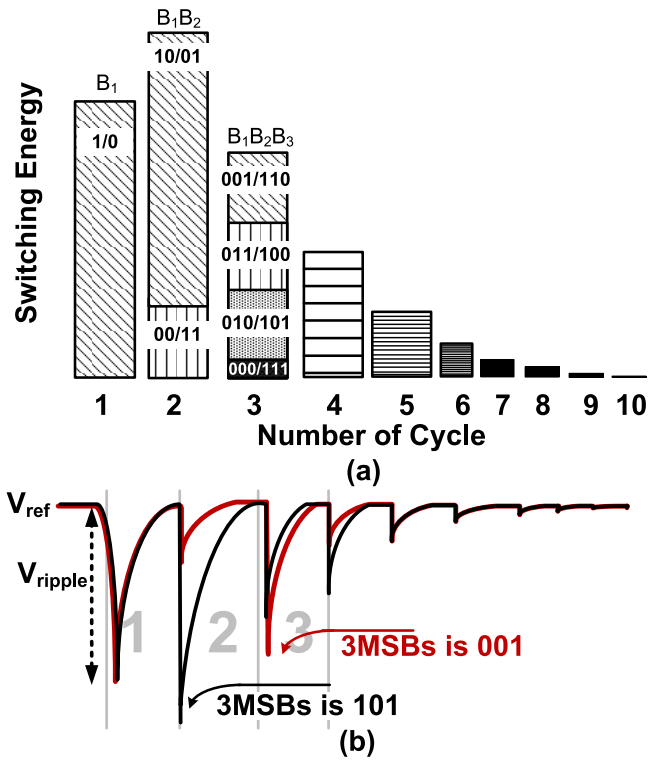 Switching Energy
B₁
1/0
B₁B₂
10/01
00/11
B₁B₂B₃
001/110
011/100
010/101
000/111
1 2 3 4 5 6 7 8 9 10
Number of Cycle
(a)
Vref
Vripple
1 2 3
3MSBs is 001
3MSBs is 101
(b)